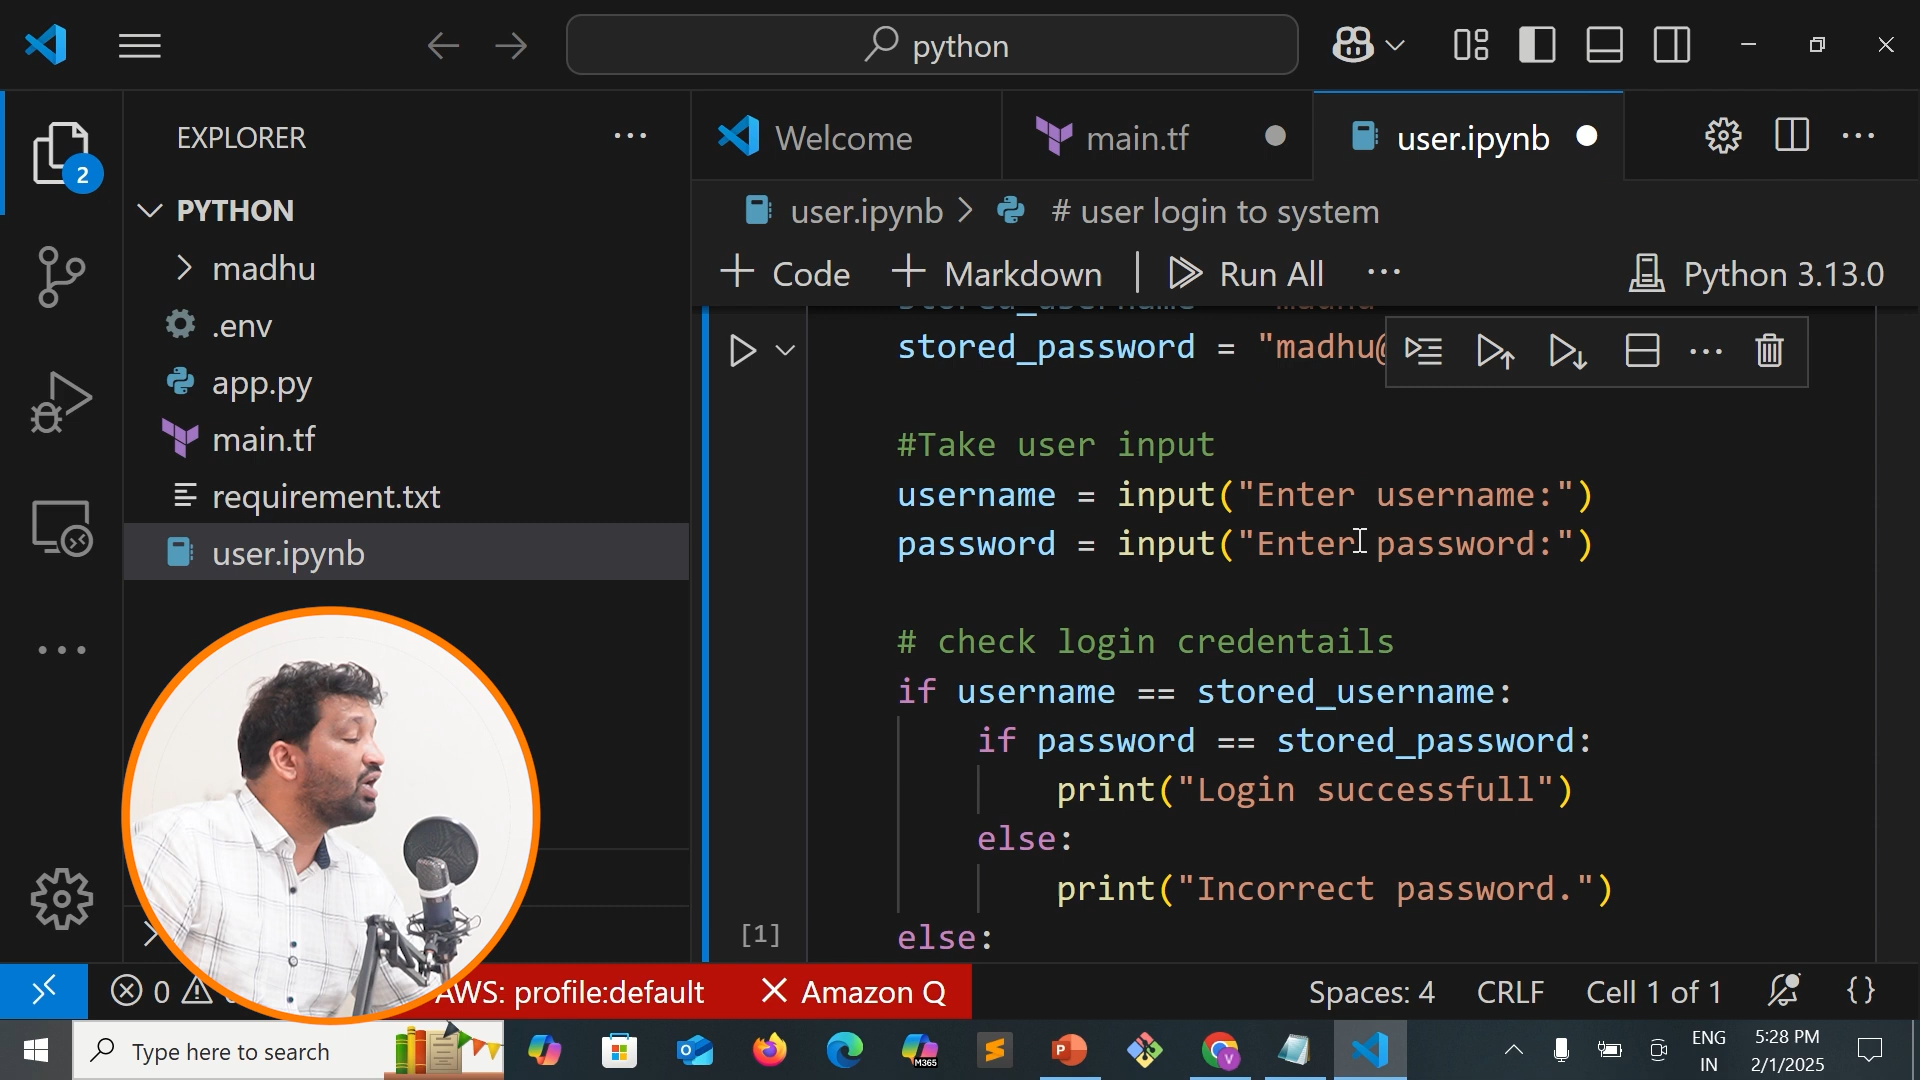 python
EXPLORER
Welcome
main.tf
user.ipynb
PYTHON
user.ipynb > # user login to system
madhu
Code
Markdown
Run All
Python 3.13.0
.env
app.py
main.tf
requirement.txt
user.ipynb
2
stored_password = "madhu@
#Take user input
username = input("Enter username:")
password = input("Enter password:")
# check login credentails
if username == stored_username:
if password == stored_password:
print("Login successfull")
else:
print("Incorrect password.")
else:
[1]
0
AWS: profile:default
Amazon Q
Spaces: 4
CRLF
Cell 1 of 1
{}
Type here to search
M365
ENG
IN
5:28 PM
2/1/2025